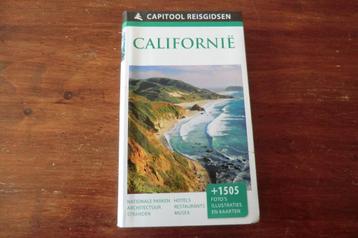 CAPITOOL REISGIDSEN
CALIFORNIË
NATIONALE PARKEN
ARCHITECTUUR
STRANDEN
HOTELS
RESTAURANTS
MUSEA
+1505
FOTO'S
ILLUSTRATIES
EN KAARTEN